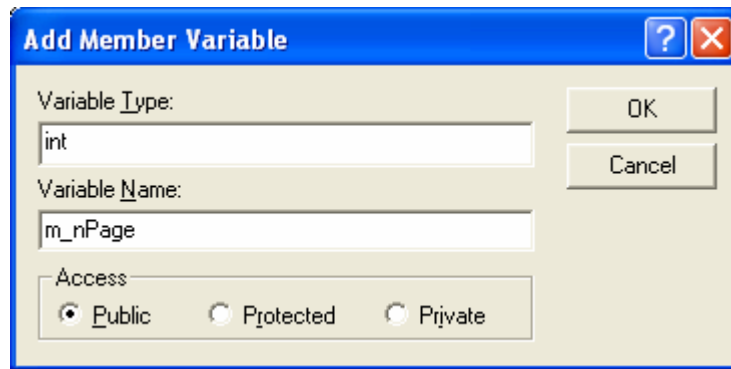 Add Member Variable
?
Variable Type:
OK
int
Cancel
Variable Name:
m_nPage
Access
Public Protected Private